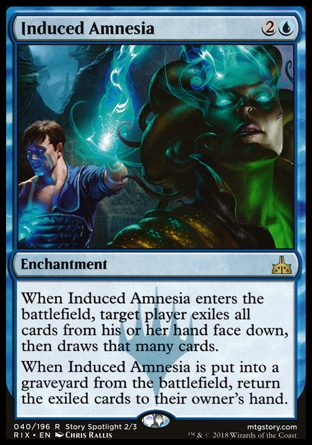 Induced Amnesia 2
Enchantment
When Induced Amnesia enters the
battlefield, target player exiles all
cards from his or her hand face down,
then draws that many cards.
When Induced Amnesia is put into a
graveyard from the battlefield, return
the exiled cards to their owner's hand.
040/196 R Story Spotlight 2/3 mtgstory.com
RIX • EN Chris Rallis ™ & © 2018 Wizards of the Coast